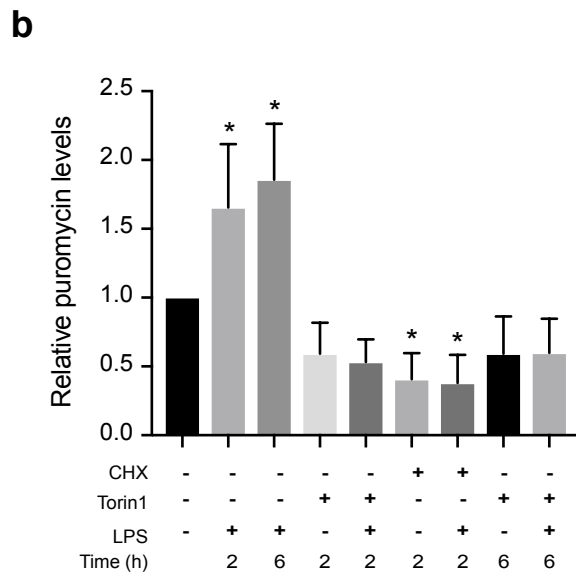 b
Relative puromycin levels
2.5
2.0
1.5
1.0
0.5
0.0
* * * *
CHX - - - - - + + - -
Torin1 - - - + + - - + +
LPS - + + - + - + - +
Time (h) 2 6 2 2 2 2 6 6